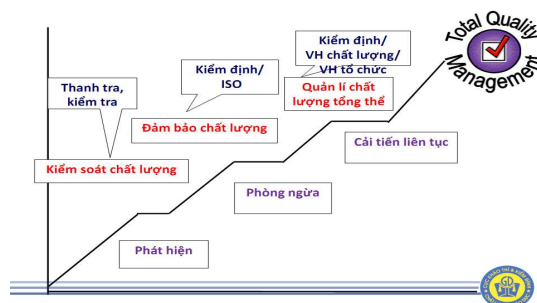 Total Quality
Management
Kiểm định/
VH chất lượng/
VH tổ chức
Quản lí chất
lượng tổng thể
Kiểm định/
ISO
Đảm bảo chất lượng
Thanh tra,
kiểm tra
Kiểm soát chất lượng
Cải tiến liên tục
Phòng ngừa
Phát hiện